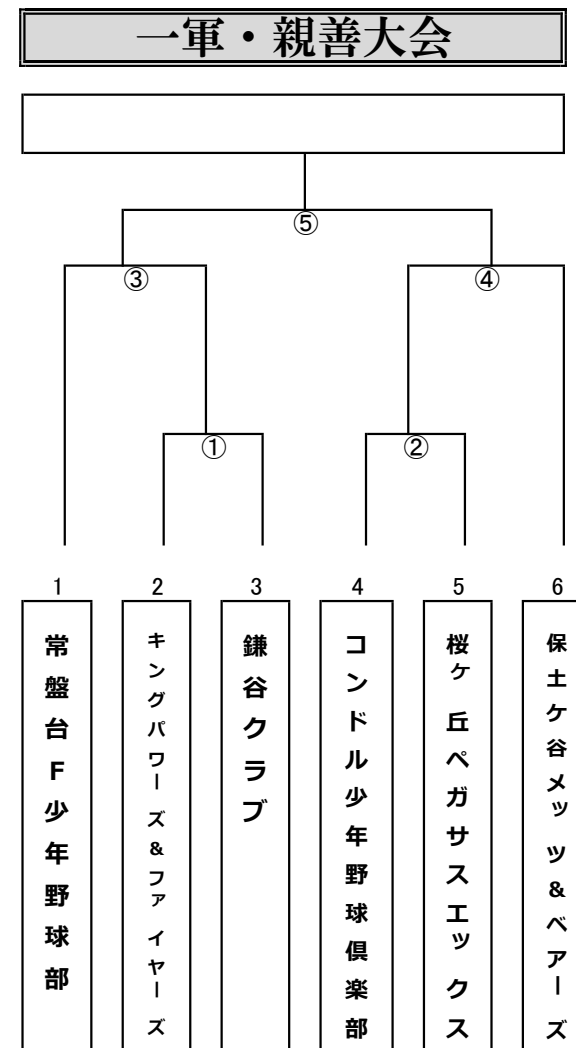 一軍・親善大会
⑤
③
④
①
②
1
2
3
4
5
6
常盤台F少年野球部
キングパワーズ&ファイヤーズ
鎌谷クラブ
コンドル少年野球倶楽部
桜ケ丘ペガサスエックス
保土ケ谷メッツ&ベアーズ